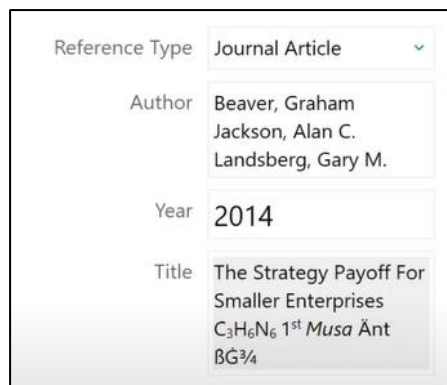 Reference Type Journal Article
Author Beaver, Graham
Jackson, Alan C.
Landsberg, Gary M.
Year 2014
Title The Strategy Payoff For
Smaller Enterprises
C₃H₆N₆ 1ˢᵗ Musa Änt
ßĠ¾